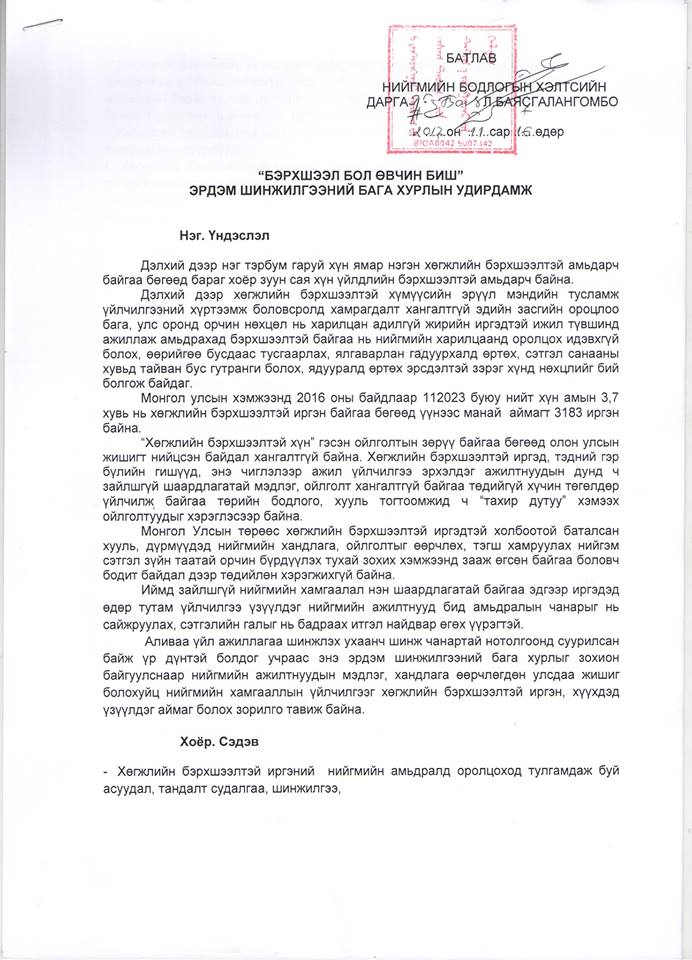 БАТЛАВ
НИЙГМИЙН БОДЛОГЫН ХЭЛТСИЙН
ДАРГА Л.БАЯСГАЛАНГОМБО
2017.он 11.сар 16.өдөр
“БЭРХШЭЭЛ БОЛ ӨВЧИН БИШ”
ЭРДЭМ ШИНЖИЛГЭЭНИЙ БАГА ХУРЛЫН УДИРДАМЖ
Нэг. Үндэслэл
Дэлхий дээр нэг тэрбум гаруй хүн ямар нэгэн хөгжлийн бэрхшээлтэй амьдарч
байгаа бөгөөд бараг хоёр зуун сая хүн үйлдлийн бэрхшээлтэй амьдарч байна.
Дэлхий дээр хөгжлийн бэрхшээлтэй хүмүүсийн эрүүл мэндийн тусламж
үйлчилгээний хүртээмж боловсролд хамрагдалт хангалтгүй эдийн засгийн ороцлоо
бага, улс оронд орчин нөхцөл нь харилцан адилгүй жирийн иргэдтэй ижил түвшинд
ажиллаж амьдрахад бэрхшээлтэй байгаа нь нийгмийн харилцаанд оролцох идэвхгүй
болох, өөрийгөө бусдаас тусгаарлах, ялгаварлан гадуурхалд өртөх, сэтгэл санааны
хувьд тайван бус гутранги болох, ядууралд өртөх эрсдэлтэй зэрэг хүнд нөхцлийг бий
болгож байдаг.
Монгол улсын хэмжээнд 2016 оны байдлаар 112023 буюу нийт хүн амын 3,7
хувь нь хөгжлийн бэрхшээлтэй иргэн байгаа бөгөөд үүнээс манай аймагт 3183 иргэн
байна.
“Хөгжлийн бэрхшээлтэй хүн” гэсэн ойлголтын зөрүү байгаа бөгөөд олон улсын
жишигт нийцсэн байдал хангалтгүй байна. Хөгжлийн бэрхшээлтэй иргэд, тэдний гэр
бүлийн гишүүд, энэ чиглэлээр ажил үйлчилгээ эрхэлдэг ажилтнуудын дунд ч
зайлшгүй шаардлагатай мэдлэг, ойлголт хангалтгүй байгаа төдийгүй хүчин төгөлдөр
үйлчилж байгаа төрийн бодлого, хууль тогтоомжид ч “тахир дутуу” хэмээх
ойлголтуудыг хэрэглэсээр байна.
Монгол Улсын төрөөс хөгжлийн бэрхшээлтэй иргэдтэй холбоотой баталсан
хууль, дүрмүүдэд нийгмийн хандлага, ойлголтыг өөрчлөх, тэгш хамруулах нийгэм
сэтгэл зүйн таатай орчин бүрдүүлэх тухай зохих хэмжээнд зааж өгсөн байгаа боловч
бодит байдал дээр төдийлөн хэрэгжихгүй байна.
Иймд зайлшгүй нийгмийн хамгаалал нэн шаардлагатай байгаа эдгээр иргэдэд
өдөр тутам үйлчилгээ үзүүлдэг нийгмийн ажилтнууд бид амьдралын чанарыг нь
сайжруулах, сэтгэлийн галыг нь бадраах итгэл найдвар өгөх үүрэгтэй.
Аливаа үйл ажиллагаа шинжлэх ухаанч шинж чанартай нотолгоонд суурилсан
байж үр дүнтэй болдог учраас энэ эрдэм шинжилгээний бага хурлыг зохион
байгуулснаар нийгмийн ажилтнуудын мэдлэг, хандлага өөрчлөгдөн улсдаа жишиг
болохуйц нийгмийн хамгааллын үйлчилгээг хөгжлийн бэрхшээлтэй иргэн, хүүхдэд
үзүүлдэг аймаг болох зорилго тавиж байна.
Хоёр. Сэдэв
- Хөгжлийн бэрхшээлтэй иргэний нийгмийн амьдралд оролцоход тулгамдаж буй
асуудал, тандалт судалгаа, шинжилгээ,